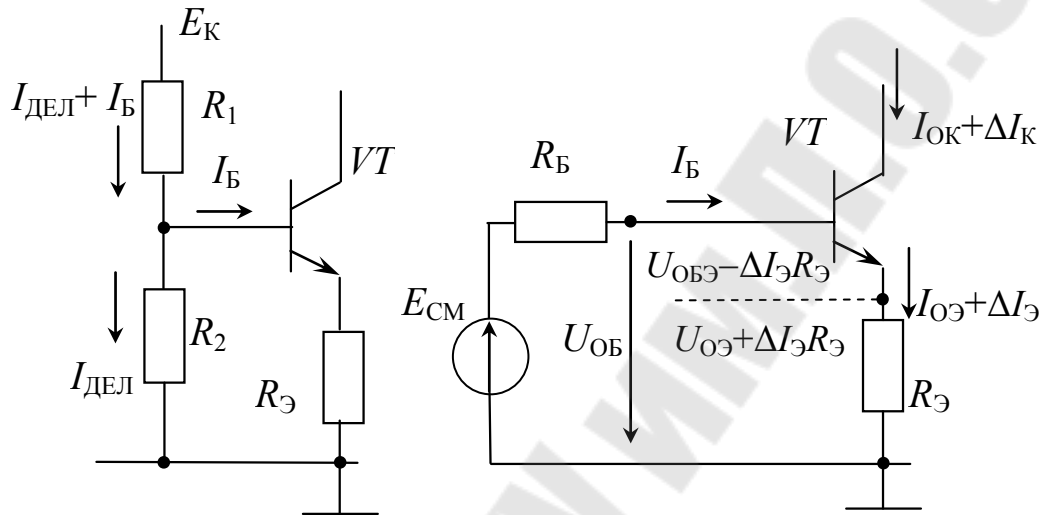 E_К
I_ДЕЛ+ I_Б
R_1
I_Б
VT
R_2
I_ДЕЛ
R_Э
VT
I_ОК+ΔI_К
R_Б
I_Б
U_ОБЭ−ΔI_ЭR_Э
E_СМ
U_ОБ
U_ОЭ+ΔI_ЭR_Э
I_ОЭ+ΔI_Э
R_Э